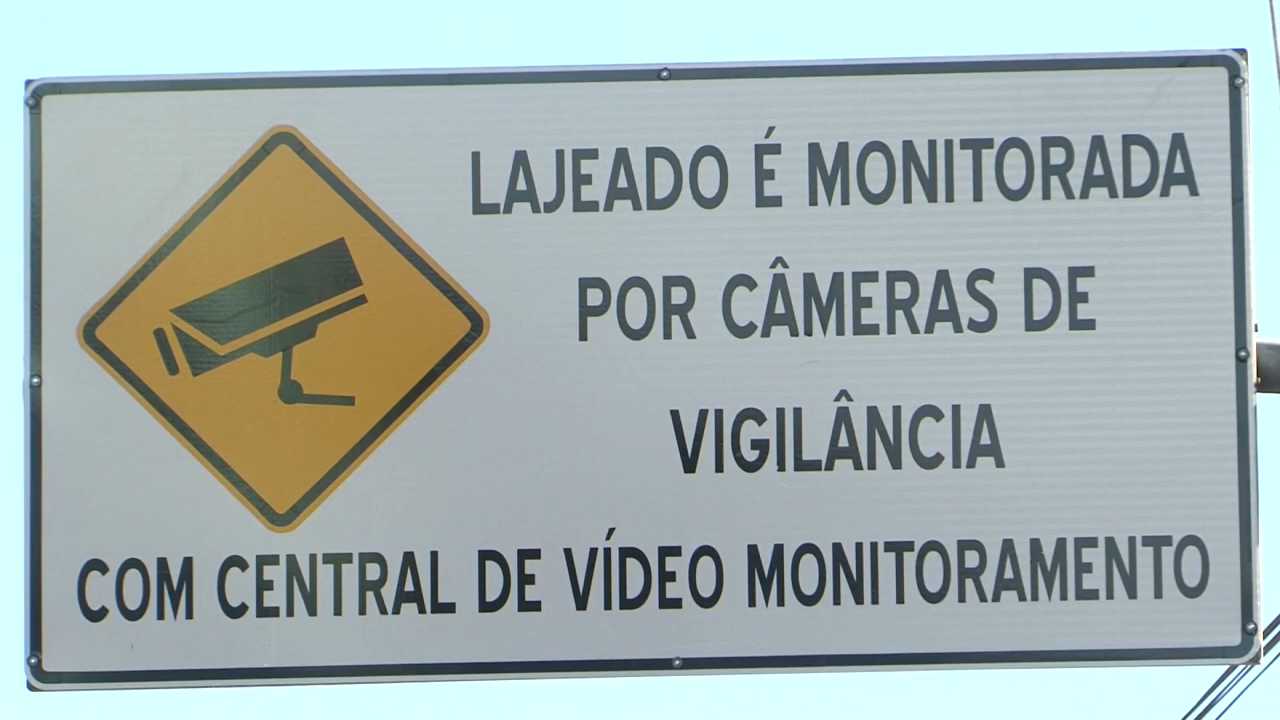 LAJEADO É MONITORADA
POR CÂMERAS DE
VIGILÂNCIA
COM CENTRAL DE VÍDEO MONITORAMENTO